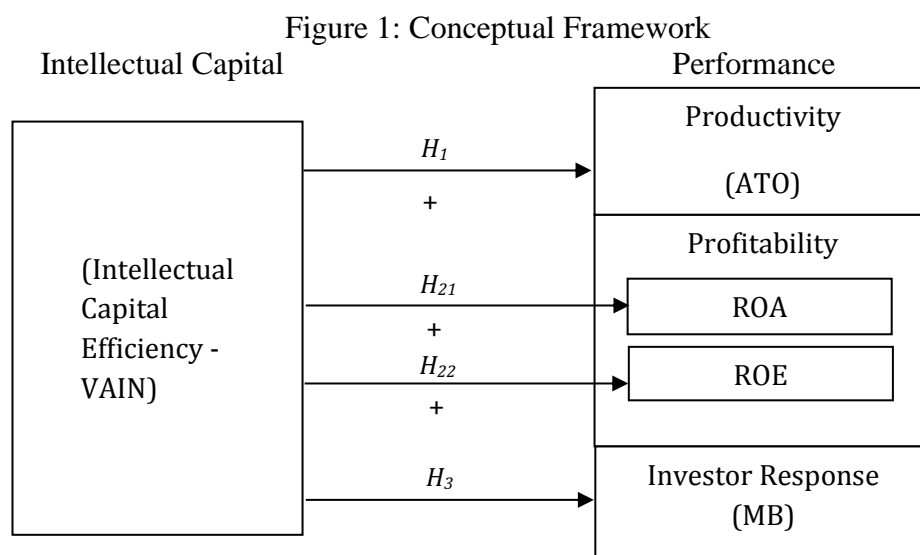 Figure 1: Conceptual Framework
Intellectual Capital
Performance
(Intellectual
Capital
Efficiency -
VAIN)
H1
+
H21
+
H22
+
H3
Productivity
(ATO)
Profitability
ROA
ROE
Investor Response
(MB)